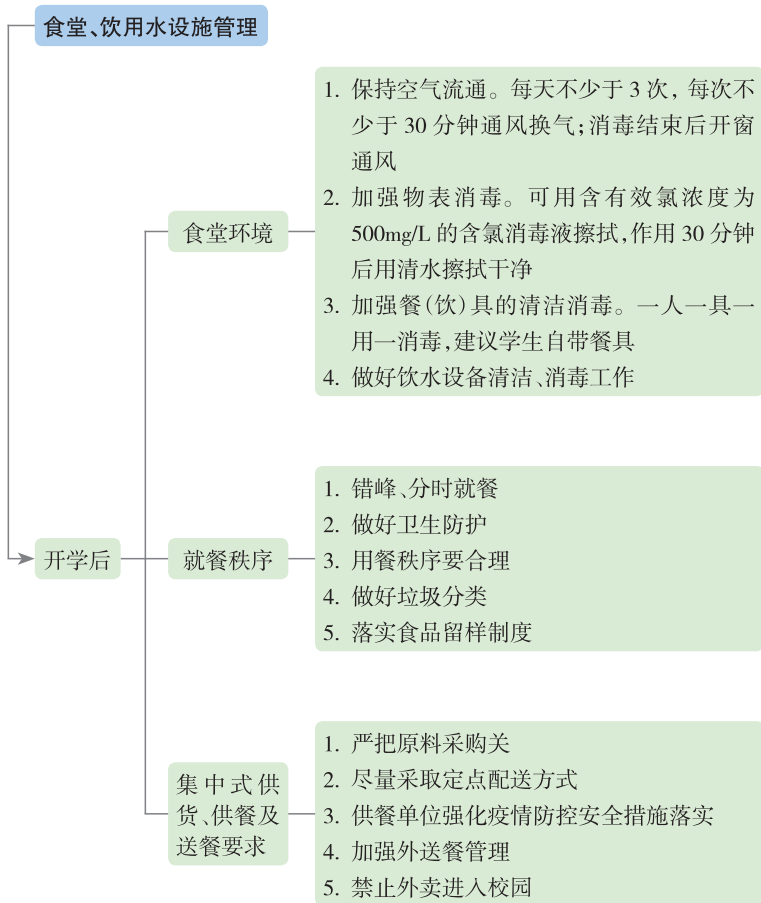 食堂、饮用水设施管理
开学后
食堂环境
1. 保持空气流通。每天不少于 3 次，每次不
少于 30 分钟通风换气；消毒结束后开窗
通风
2. 加强物表消毒。可用含有效氯浓度为
500mg/L 的含氯消毒液擦拭，作用 30 分钟
后用清水擦拭干净
3. 加强餐（饮）具的清洁消毒。一人一具一
用一消毒，建议学生自带餐具
4. 做好饮水设备清洁、消毒工作
就餐秩序
1. 错峰、分时就餐
2. 做好卫生防护
3. 用餐秩序要合理
4. 做好垃圾分类
5. 落实食品留样制度
集中式供
货、供餐及
送餐要求
1. 严把原料采购关
2. 尽量采取定点配送方式
3. 供餐单位强化疫情防控安全措施落实
4. 加强外送餐管理
5. 禁止外卖进入校园